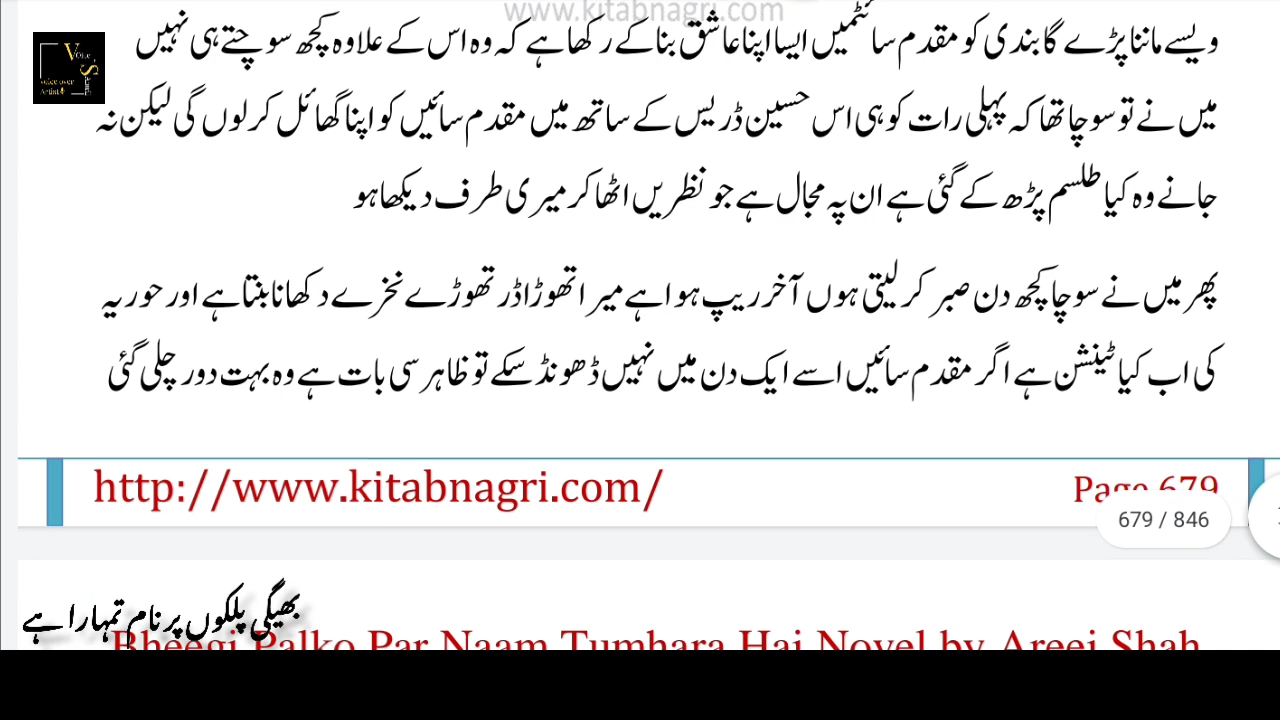 www.kitabnagri.com
ویسے ماننا پڑے گا بندی کو مقدم سائٹمیں ایسا اپنا عاشق بنا کے رکھا ہے کہ وہ اس کے علاوہ کچھ سوچتے ہی نہیں
میں نے تو سوچا تھا کہ پہلی رات کو ہی اس حسین ڈریس کے ساتھ میں مقدم سائیں کو اپنا گھائل کر لوں گی لیکن نہ
جانے وہ کیا طلسم پڑھ کے گئی ہے ان پہ مجال ہے جو نظریں اٹھا کر میری طرف دیکھا ہو
پھر میں نے سوچا کچھ دن صبر کر لیتی ہوں آخر ریپ ہوا ہے میرا تھوڑا ڈر تھوڑے نخرے دکھانا بنتا ہے اور حوریہ
کی اب کیا ٹینشن ہے اگر مقدم سائیں اسے ایک دن میں نہیں ڈھونڈ سکے تو ظاہر سی بات ہے وہ بہت دور چلی گئی
http://www.kitabnagri.com/
Page 679
679 / 846
بھیگی پلکوں پر نام تمہارا ہے
Bheegi Palko Par Naam Tumhara Hai Novel by Areej Shah